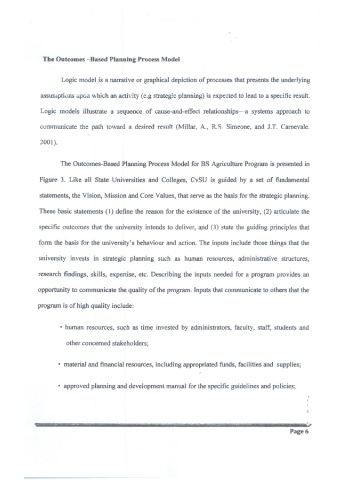 The Outcomes –Based Planning Process Model
Logic model is a narrative or graphical depiction of processes that presents the underlying
assumptions upon which an activity (e.g strategic planning) is expected to lead to a specific result.
Logic models illustrate a sequence of cause-and-effect relationships—a systems approach to
communicate the path toward a desired result (Millar, A., R.S. Simeone, and J.T. Carnevale.
2001).
The Outcomes-Based Planning Process Model for BS Agriculture Program is presented in
Figure 3. Like all State Universities and Colleges, CvSU is guided by a set of fundamental
statements, the Vision, Mission and Core Values, that serve as the basis for the strategic planning.
These basic statements (1) define the reason for the existence of the university, (2) articulate the
specific outcomes that the university intends to deliver, and (3) state the guiding principles that
form the basis for the university's behaviour and action. The inputs include those things that the
university invests in strategic planning such as human resources, administrative structures,
research findings, skills, expertise, etc. Describing the inputs needed for a program provides an
opportunity to communicate the quality of the program. Inputs that communicate to others that the
program is of high quality include:
• human resources, such as time invested by administrators, faculty, staff, students and
other concerned stakeholders;
• material and financial resources, including appropriated funds, facilities and supplies;
• approved planning and development manual for the specific guidelines and policies;
Page 6